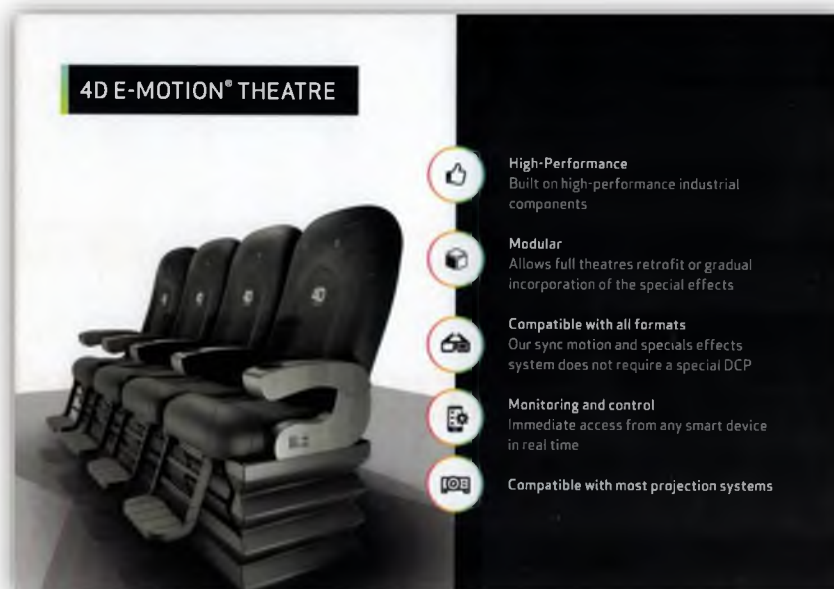 4D E-MOTION® THEATRE
High-Performance
Built on high-performance industrial
components
Modular
Allows full theatres retrofit or gradual
incorporation of the special effects
Compatible with all formats
Our sync motion and specials effects
system does not require a special DCP
Monitoring and control
Immediate access from any smart device
in real time
Compatible with most projection systems
4D
4D